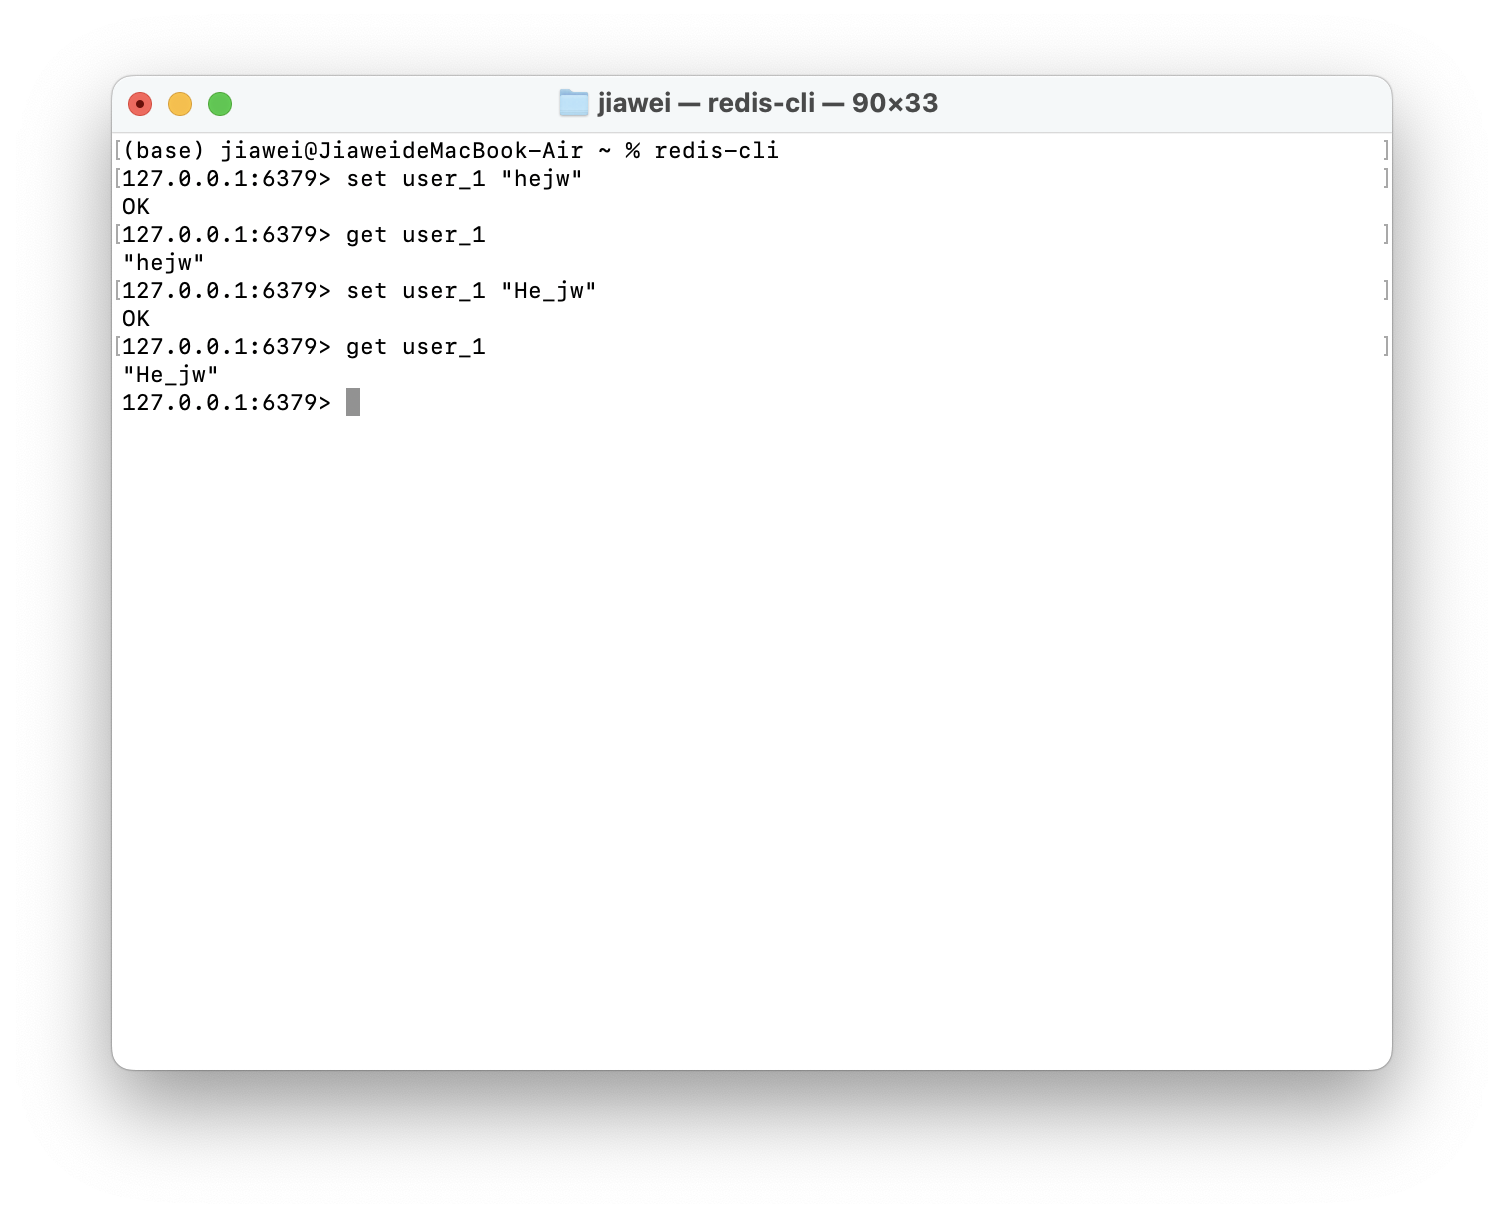 jiawei — redis-cli — 90×33
[(base) jiawei@JiaweideMacBook-Air ~ % redis-cli ]
[127.0.0.1:6379> set user_1 "hejw" ]
OK
[127.0.0.1:6379> get user_1 ]
"hejw"
[127.0.0.1:6379> set user_1 "He_jw" ]
OK
[127.0.0.1:6379> get user_1 ]
"He_jw"
127.0.0.1:6379>